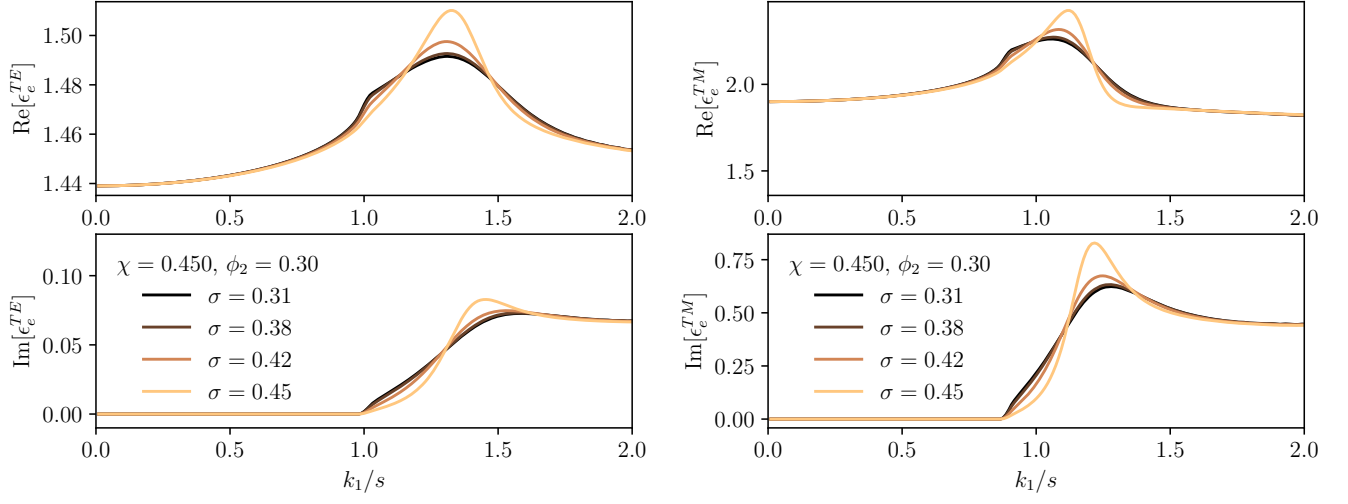 Re[ϵ_e^{TE}]
1.50
1.48
1.46
1.44
0.0 0.5 1.0 1.5 2.0
Re[ϵ_e^{TM}]
2.0
1.5
0.0 0.5 1.0 1.5 2.0
Im[ϵ_e^{TE}]
0.10
0.05
0.00
χ = 0.450, ϕ_2 = 0.30
σ = 0.31
σ = 0.38
σ = 0.42
σ = 0.45
0.0 0.5 1.0 1.5 2.0
k_1/s
Im[ϵ_e^{TM}]
0.75
0.50
0.25
0.00
χ = 0.450, ϕ_2 = 0.30
σ = 0.31
σ = 0.38
σ = 0.42
σ = 0.45
0.0 0.5 1.0 1.5 2.0
k_1/s